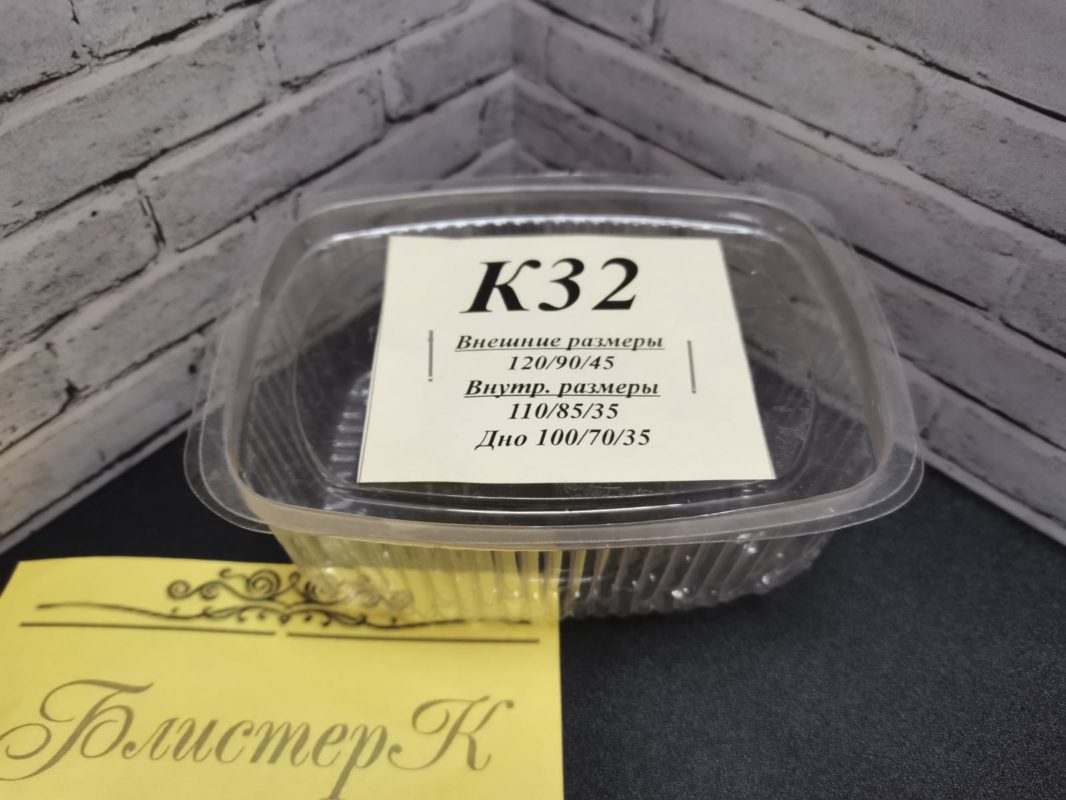 К32
Внешние размеры
120/90/45
Внутр. размеры
110/85/35
Дно 100/70/35
БлистерК